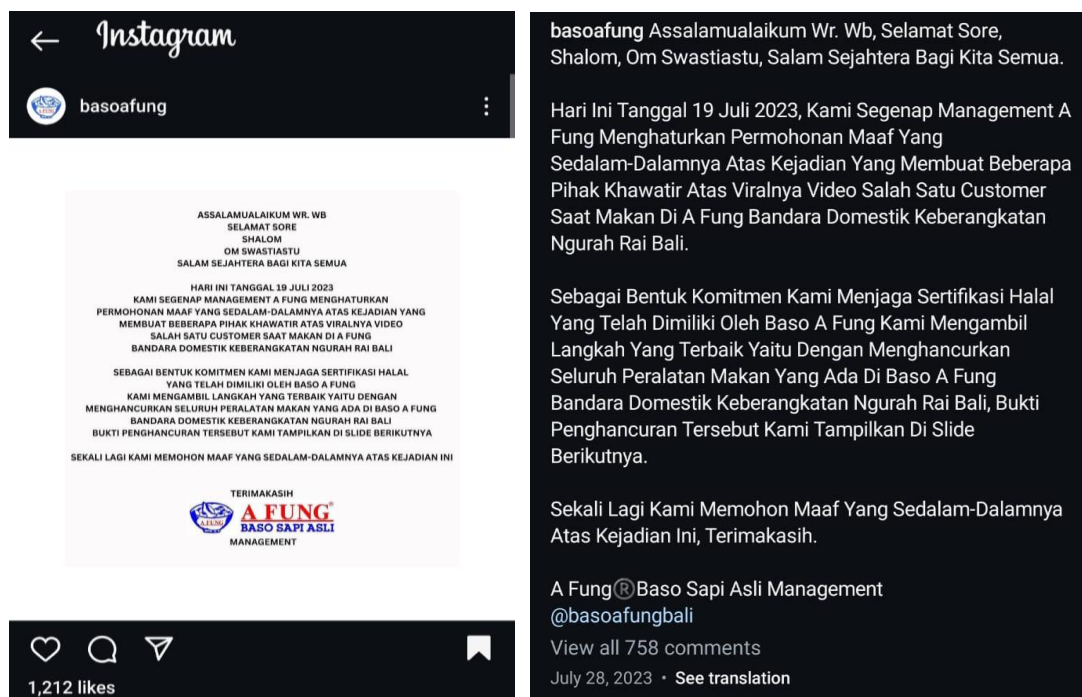 Instagram
basoafung
ASSALAMUALAIKUM WR. WB
SELAMAT SORE
SHALOM
OM SWASTIASTU
SALAM SEJAHTERA BAGI KITA SEMUA
HARI INI TANGGAL 19 JULI 2023
KAMI SEGENAP MANAGEMENT A FUNG MENGHATURKAN
PERMOHONAN MAAF YANG SEDALAM-DALAMNYA ATAS KEJADIAN YANG
MEMBUAT BEBERAPA PIHAK KHAWATIR ATAS VIRALNYA VIDEO
SALAH SATU CUSTOMER SAAT MAKAN DI A FUNG
BANDARA DOMESTIK KEBERANGKATAN NGURAH RAI BALI
SEBAGAI BENTUK KOMITMEN KAMI MENJAGA SERTIFIKASI HALAL
YANG TELAH DIMILIKI OLEH BASO A FUNG
KAMI MENGAMBIL LANGKAH YANG TERBAIK YAITU DENGAN
MENGHANCURKAN SELURUH PERALATAN MAKAN YANG ADA DI BASO A FUNG
BANDARA DOMESTIK KEBERANGKATAN NGURAH RAI BALI
BUKTI PENGHANCURAN TERSEBUT KAMI TAMPILKAN DI SLIDE BERIKUTNYA
SEKALI LAGI KAMI MEMOHON MAAF YANG SEDALAM-DALAMNYA ATAS KEJADIAN INI
TERIMAKASIH
A FUNG
A FUNG®
BASO SAPI ASLI
MANAGEMENT
1,212 likes
basoafung Assalamualaikum Wr. Wb, Selamat Sore,
Shalom, Om Swastiastu, Salam Sejahtera Bagi Kita Semua.
Hari Ini Tanggal 19 Juli 2023, Kami Segenap Management A
Fung Menghaturkan Permohonan Maaf Yang
Sedalam-Dalamnya Atas Kejadian Yang Membuat Beberapa
Pihak Khawatir Atas Viralnya Video Salah Satu Customer
Saat Makan Di A Fung Bandara Domestik Keberangkatan
Ngurah Rai Bali.
Sebagai Bentuk Komitmen Kami Menjaga Sertifikasi Halal
Yang Telah Dimiliki Oleh Baso A Fung Kami Mengambil
Langkah Yang Terbaik Yaitu Dengan Menghancurkan
Seluruh Peralatan Makan Yang Ada Di Baso A Fung
Bandara Domestik Keberangkatan Ngurah Rai Bali, Bukti
Penghancuran Tersebut Kami Tampilkan Di Slide
Berikutnya.
Sekali Lagi Kami Memohon Maaf Yang Sedalam-Dalamnya
Atas Kejadian Ini, Terimakasih.
A Fung®Baso Sapi Asli Management
@basoafungbali
View all 758 comments
July 28, 2023 • See translation